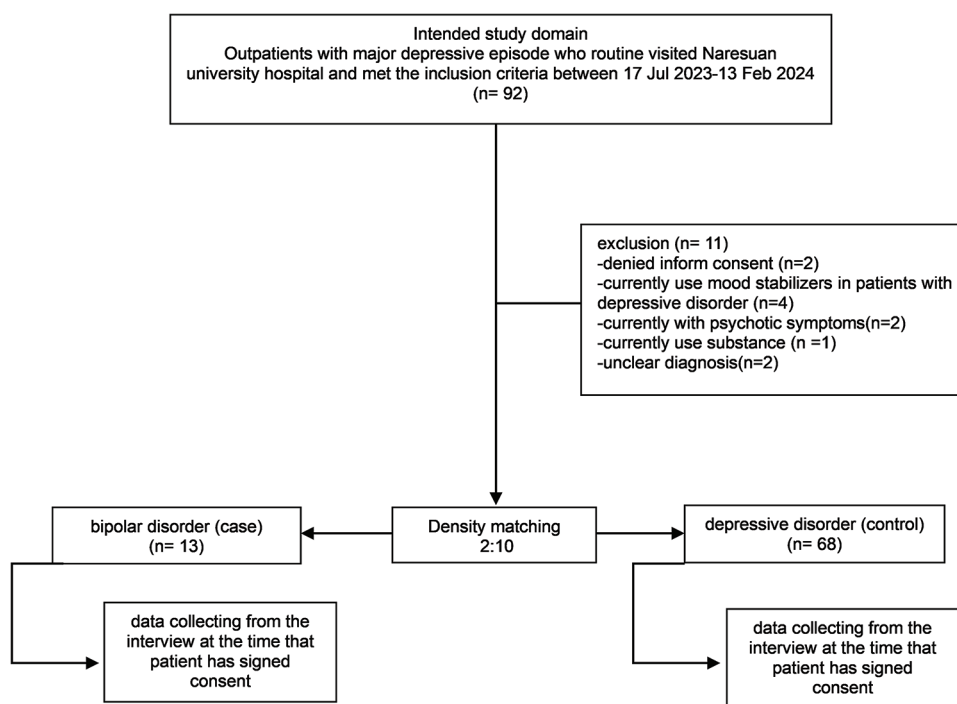 Intended study domain
Outpatients with major depressive episode who routine visited Naresuan
university hospital and met the inclusion criteria between 17 Jul 2023-13 Feb 2024
(n= 92)
exclusion (n= 11)
-denied inform consent (n=2)
-currently use mood stabilizers in patients with
depressive disorder (n=4)
-currently with psychotic symptoms(n=2)
-currently use substance (n =1)
-unclear diagnosis(n=2)
bipolar disorder (case)
(n= 13)
Density matching
2:10
depressive disorder (control)
(n= 68)
data collecting from the
interview at the time that
patient has signed
consent
data collecting from the
interview at the time that
patient has signed
consent